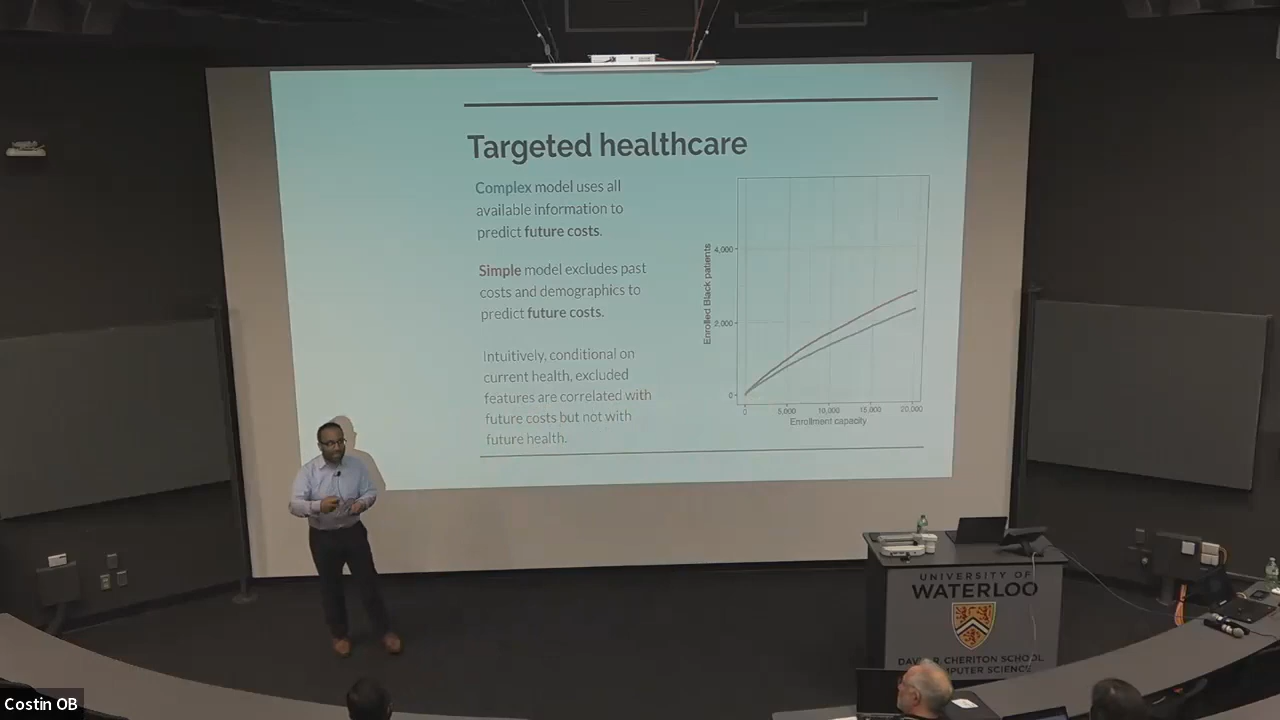 Targeted healthcare
Complex model uses all
available information to
predict future costs.
Simple model excludes past
costs and demographics to
predict future costs.
Intuitively, conditional on
current health, excluded
features are correlated with
future costs but not with
future health.
Enrolled Black patients
4,000
2,000
0
0
5,000
10,000
15,000
20,000
Enrollment capacity
UNIVERSITY OF
WATERLOO
CHERITON SCHOOL
SCIENCE
Costin OB